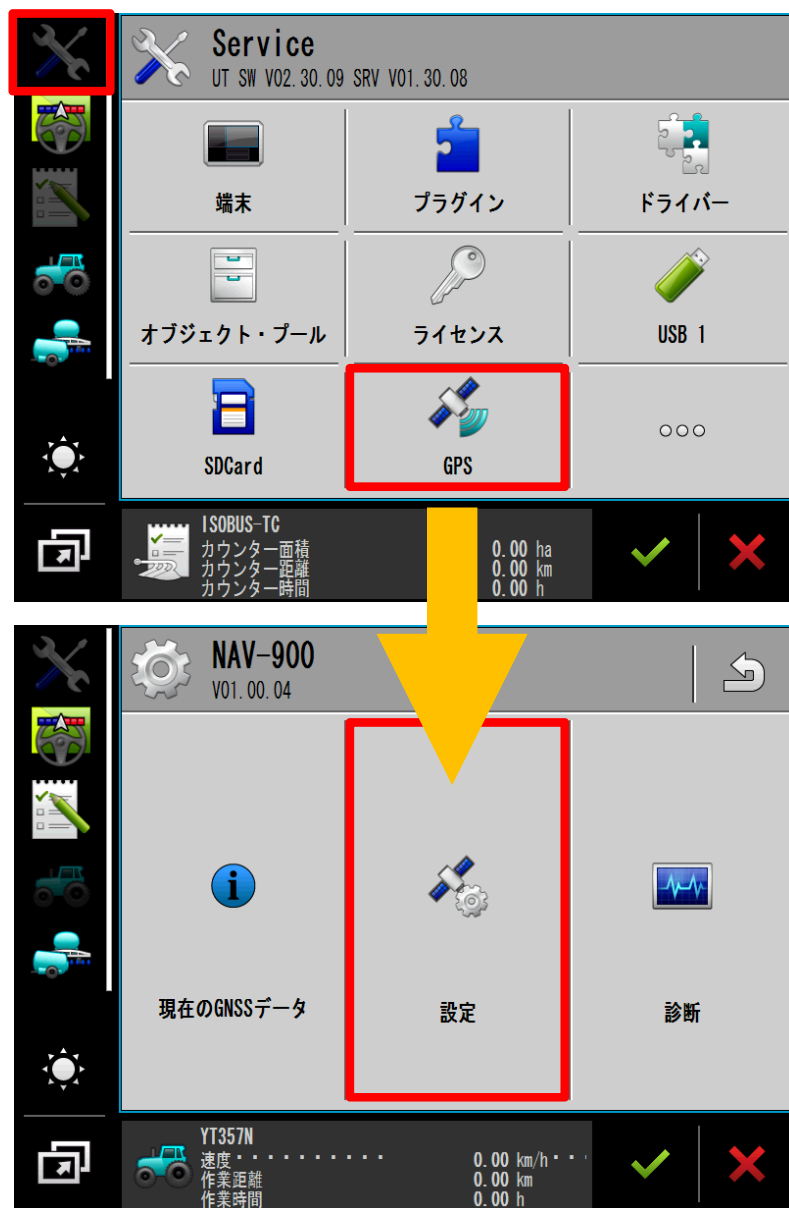 Service
UT SW V02.30.09 SRV V01.30.08
端末
プラグイン
ドライバー
オブジェクト・プール
ライセンス
USB 1
SDCard
GPS
ISOBUS-TC
カウンター面積 0.00 ha
カウンター距離 0.00 km
カウンター時間 0.00 h
NAV-900
V01.00.04
現在のGNSSデータ
設定
診断
YT357N
速度・・・・・・・・・・ 0.00 km/h・・・
作業距離 0.00 km
作業時間 0.00 h